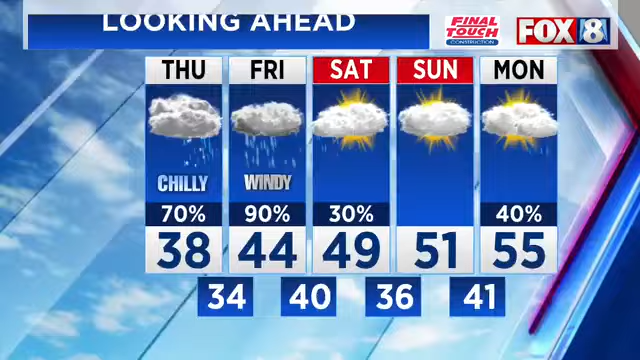 LOOKING AHEAD
FINAL TOUCH
CONSTRUCTION
FOX 8
THU FRI SAT SUN MON
CHILLY WINDY
70% 90% 30% 40%
38 44 49 51 55
34 40 36 41